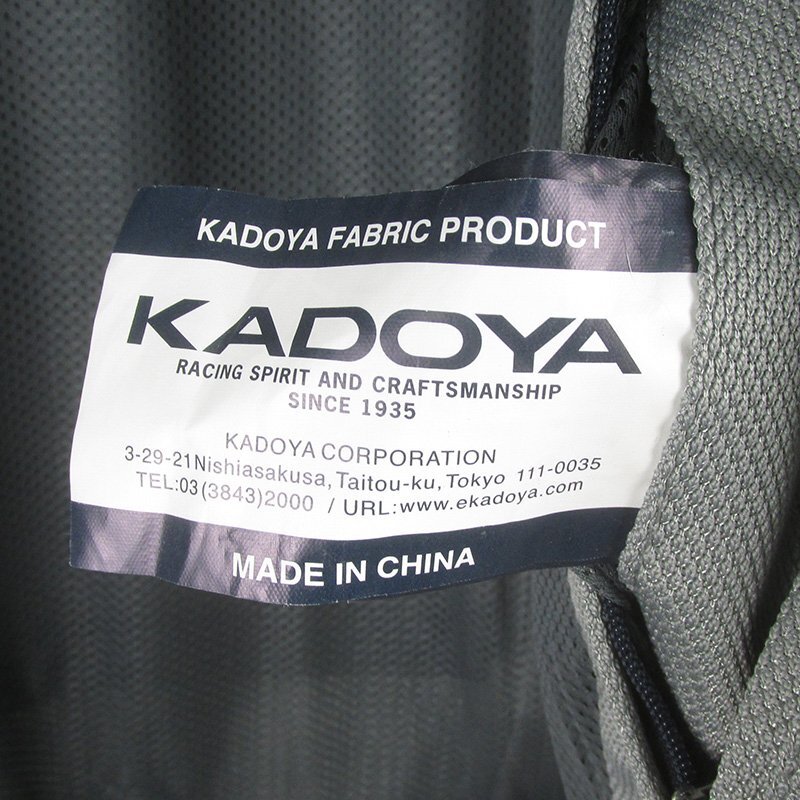 KADOYA FABRIC PRODUCT
KADOYA
RACING SPIRIT AND CRAFTSMANSHIP
SINCE 1935
KADOYA CORPORATION
3-29-21Nishiasakusa,Taitou-ku,Tokyo 111-0035
TEL:03(3843)2000 / URL:www.ekadoya.com
MADE IN CHINA